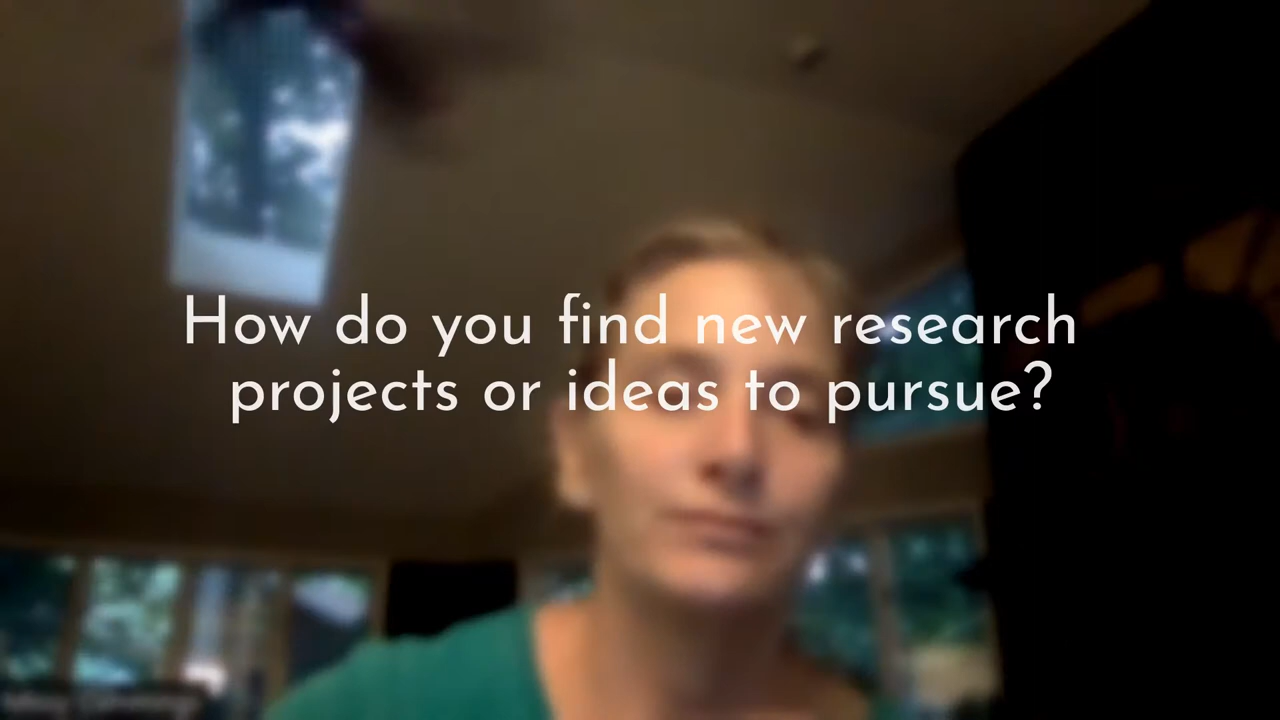 How do you find new research
projects or ideas to pursue?